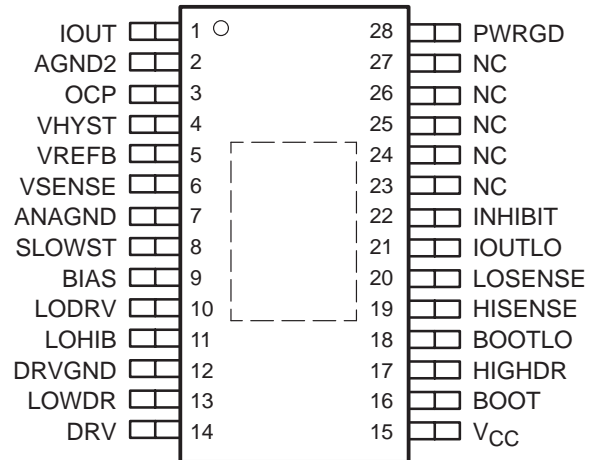 IOUT 1 28 PWRGD
AGND2 2 27 NC
OCP 3 26 NC
VHYST 4 25 NC
VREFB 5 24 NC
VSENSE 6 23 NC
ANAGND 7 22 INHIBIT
SLOWST 8 21 IOUTLO
BIAS 9 20 LOSENSE
LODRV 10 19 HISENSE
LOHIB 11 18 BOOTLO
DRVGND 12 17 HIGHDR
LOWDR 13 16 BOOT
DRV 14 15 VCC